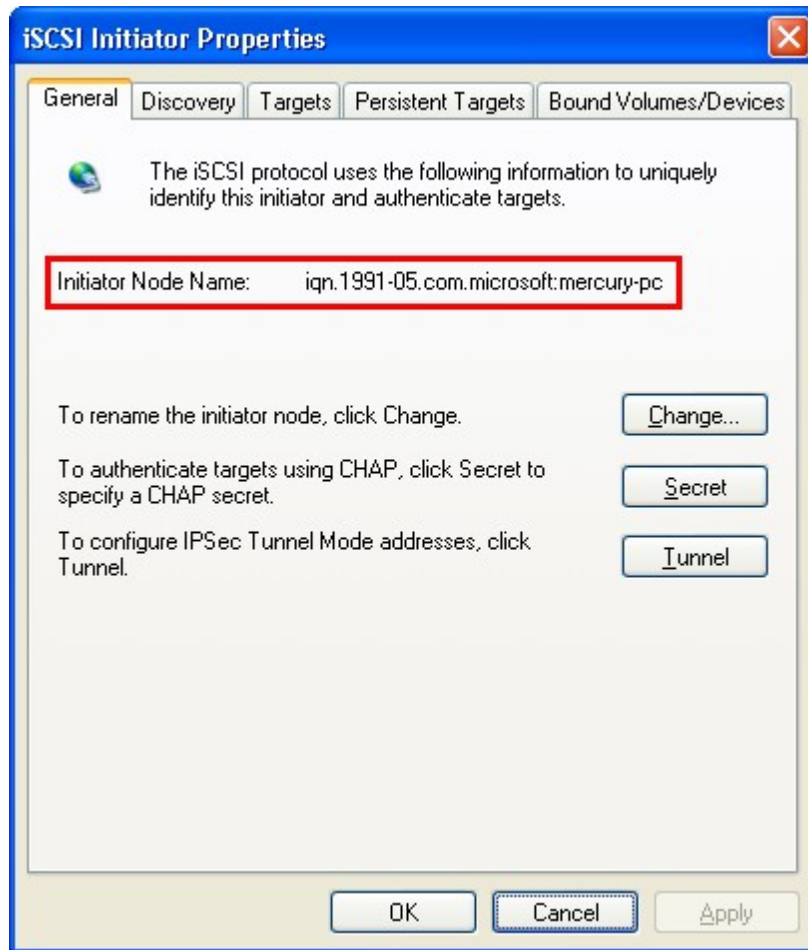 iSCSI Initiator Properties
General Discovery Targets Persistent Targets Bound Volumes/Devices
The iSCSI protocol uses the following information to uniquely
identify this initiator and authenticate targets.
Initiator Node Name: iqn.1991-05.com.microsoft:mercury-pc
To rename the initiator node, click Change.
Change...
To authenticate targets using CHAP, click Secret to
specify a CHAP secret.
Secret
To configure IPSec Tunnel Mode addresses, click
Tunnel.
Tunnel
OK Cancel Apply